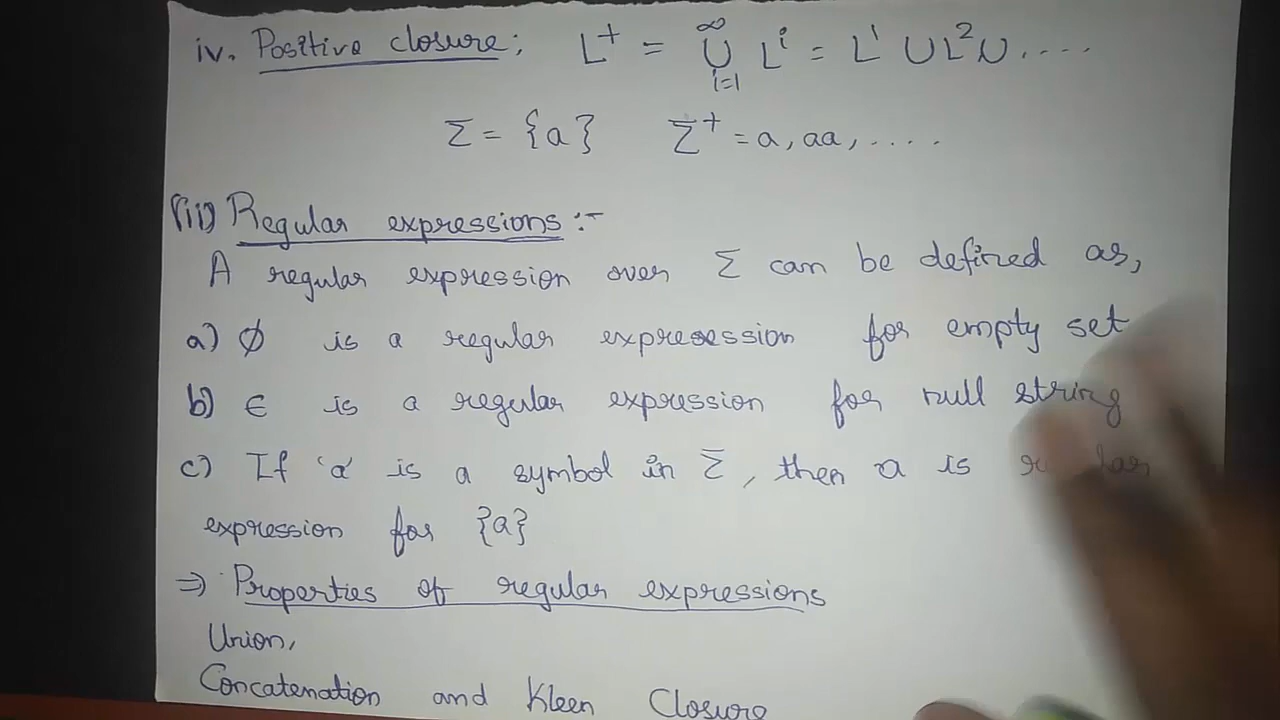 iv. Positive closure; L⁺ = ∞ ∪ i=1 Lⁱ = L¹ ∪ L² ∪ ....
Σ = {a} Σ⁺ = a, aa, ....
(iii) Regular expressions :-
A regular expression over Σ can be defined as,
a) ϕ is a regular expresession for empty set
b) ϵ is a regular expression for null string
c) If 'a' is a symbol in Σ, then a is
expression for {a}
⇒ Properties of regular expressions
Union,
Concatenation and Kleen Closure